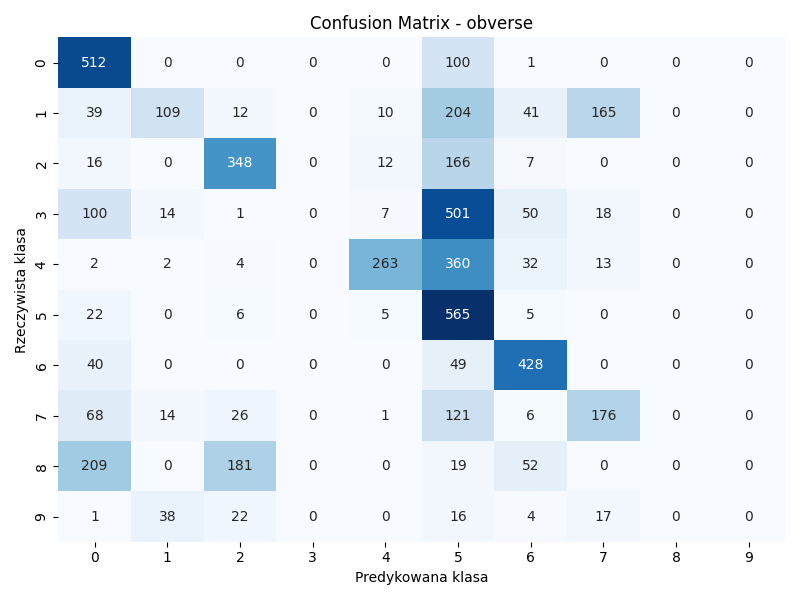 Confusion Matrix - obverse
Rzeczywista klasa
0 512 0 0 0 0 100 1 0 0 0
1 39 109 12 0 10 204 41 165 0 0
2 16 0 348 0 12 166 7 0 0 0
3 100 14 1 0 7 501 50 18 0 0
4 2 2 4 0 263 360 32 13 0 0
5 22 0 6 0 5 565 5 0 0 0
6 40 0 0 0 0 49 428 0 0 0
7 68 14 26 0 1 121 6 176 0 0
8 209 0 181 0 0 19 52 0 0 0
9 1 38 22 0 0 16 4 17 0 0
0 1 2 3 4 5 6 7 8 9
Predykowana klasa